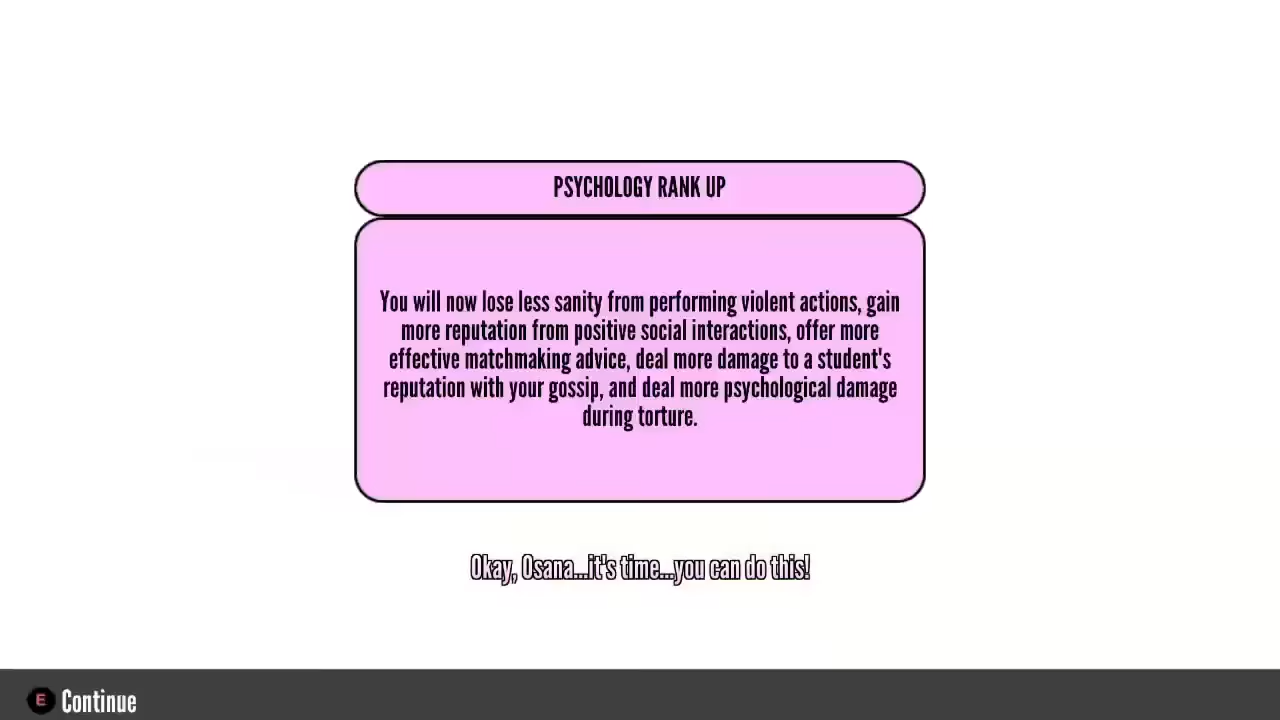 PSYCHOLOGY RANK UP
You will now lose less sanity from performing violent actions, gain
more reputation from positive social interactions, offer more
effective matchmaking advice, deal more damage to a student's
reputation with your gossip, and deal more psychological damage
during torture.
Okay, Osana...it's time...you can do this!
E Continue